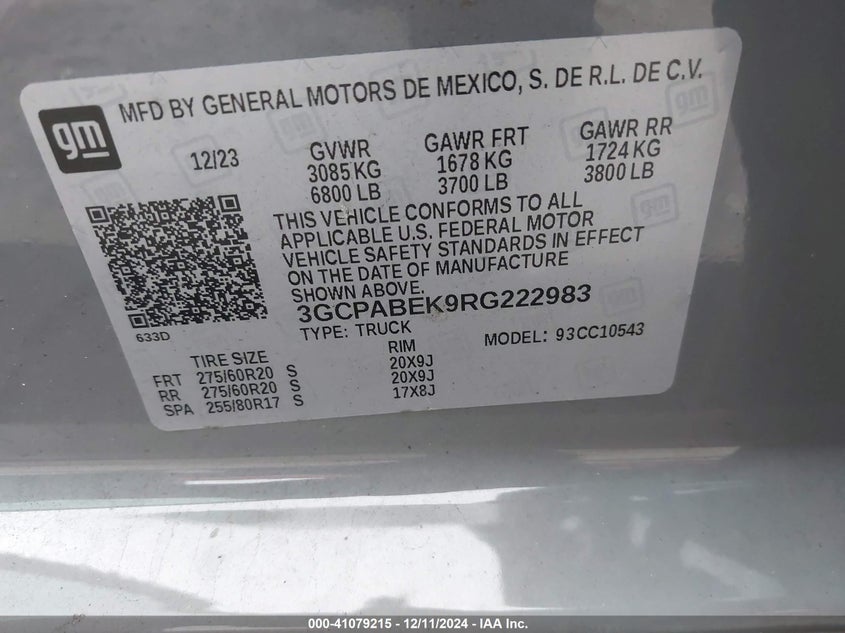 gm
MFD BY GENERAL MOTORS DE MEXICO, S. DE R.L. DE C.V.
12/23
GVWR
3085 KG
6800 LB
GAWR FRT
1678 KG
3700 LB
GAWR RR
1724 KG
3800 LB
THIS VEHICLE CONFORMS TO ALL
APPLICABLE U.S. FEDERAL MOTOR
VEHICLE SAFETY STANDARDS IN EFFECT
ON THE DATE OF MANUFACTURE
SHOWN ABOVE.
3GCPABEK9RG222983
633D
TYPE: TRUCK
MODEL: 93CC10543
TIRE SIZE RIM
FRT 275/60R20 S 20X9J
RR 275/60R20 S 20X9J
SPA 255/80R17 S 17X8J
000-41079215 - 12/11/2024 - IAA Inc.